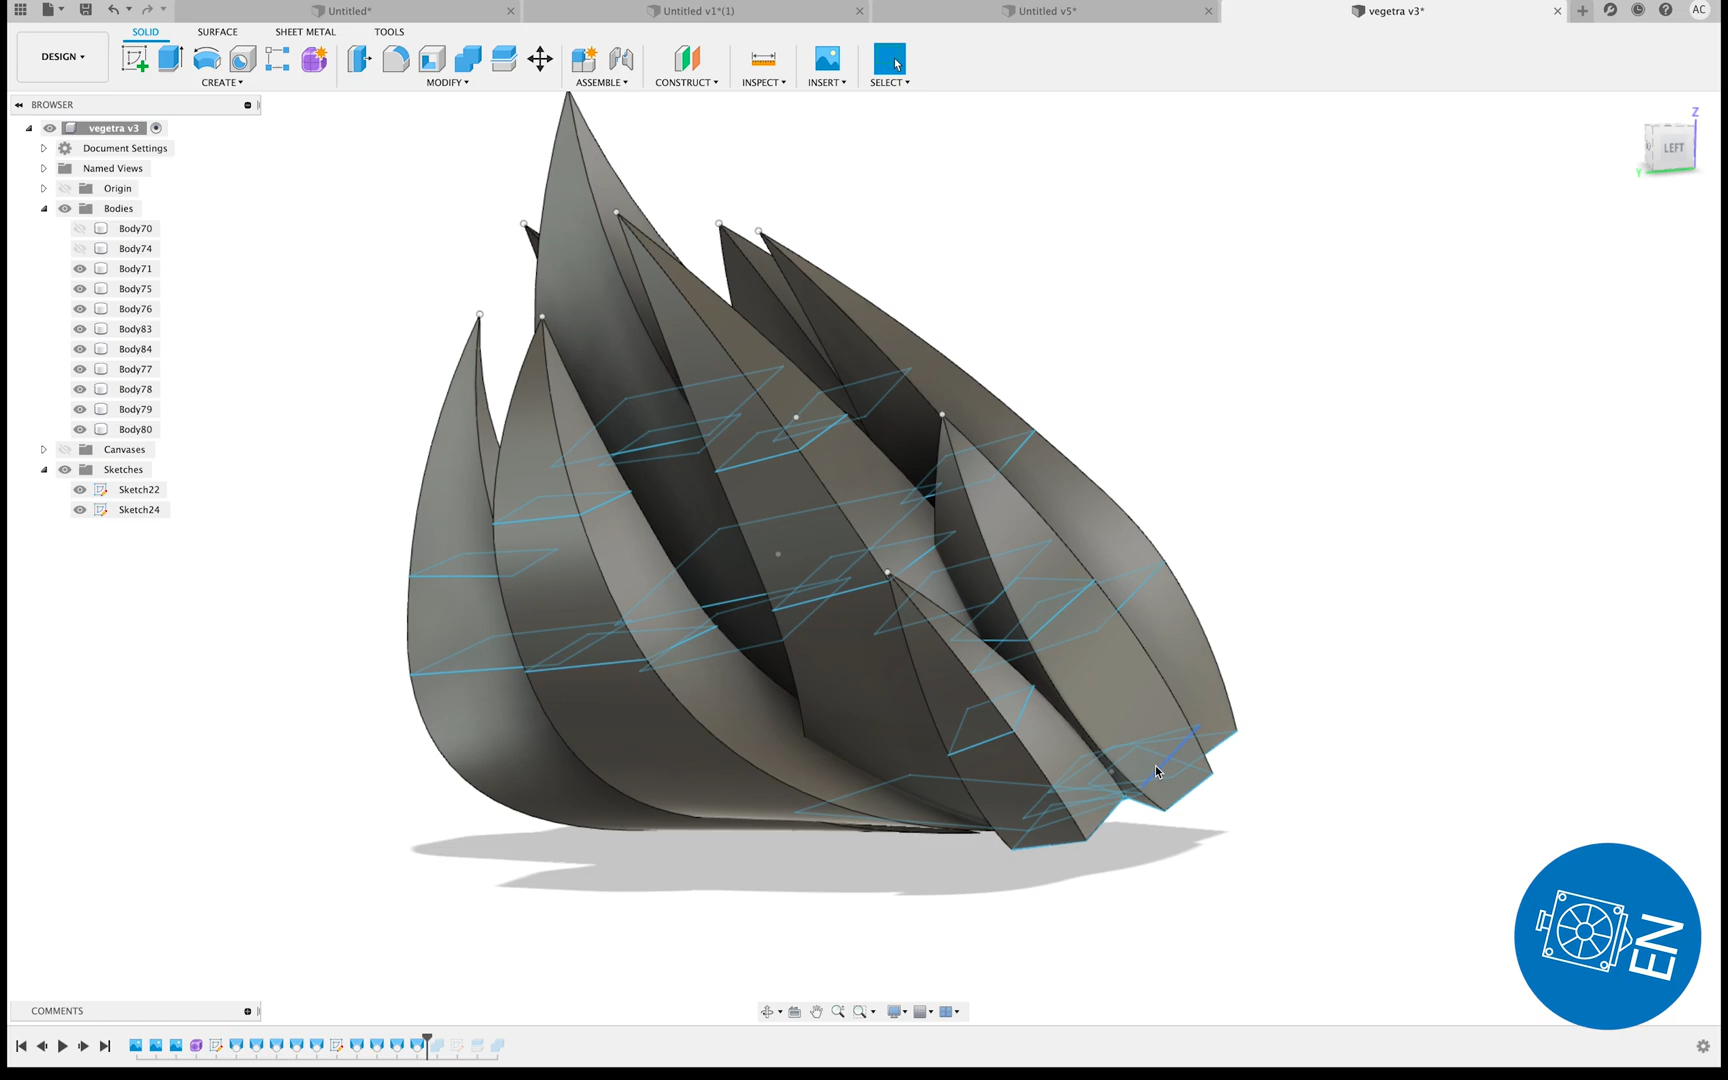 Untitled*
Untitled v1*(1)
Untitled v5*
vegetra v3*
AC
DESIGN
SOLID
SURFACE
SHEET METAL
TOOLS
CREATE
MODIFY
ASSEMBLE
CONSTRUCT
INSPECT
INSERT
SELECT
BROWSER
vegetra v3
Document Settings
Named Views
Origin
Bodies
Body70
Body74
Body71
Body75
Body76
Body83
Body84
Body77
Body78
Body79
Body80
Canvases
Sketches
Sketch22
Sketch24
Z
LEFT
Y
EN
COMMENTS